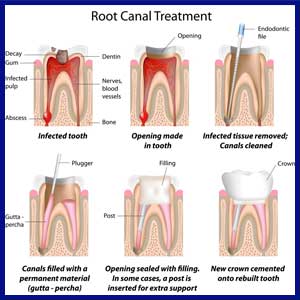 Root Canal Treatment
Decay
Gum
Infected
pulp
Abscess
Dentin
Nerves,
blood
vessels
Bone
Opening
Endodontic
file
Infected tooth
Opening made
in tooth
Infected tissue removed;
Canals cleaned
Plugger
Gutta -
percha
Filling
Post
Crown
Canals filled with a
permanent material
(gutta - percha)
Opening sealed with filling.
In some cases, a post is
inserted for extra support
New crown cemented
onto rebuilt tooth